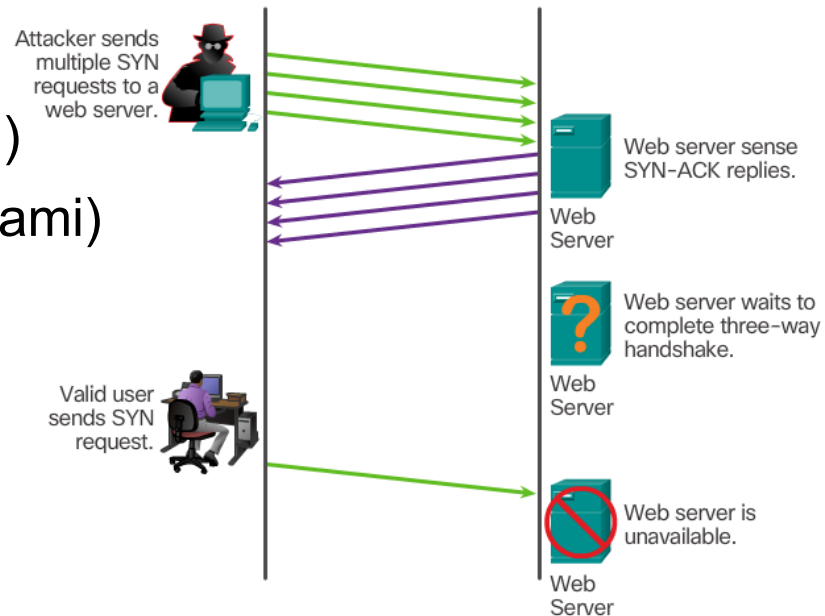 Attacker sends
multiple SYN
requests to a
web server.
)
ami)
Web server sense
SYN-ACK replies.
Web
Server
?
Web server waits to
complete three-way
handshake.
Web
Server
Valid user
sends SYN
request.
Web server is
unavailable.
Web
Server